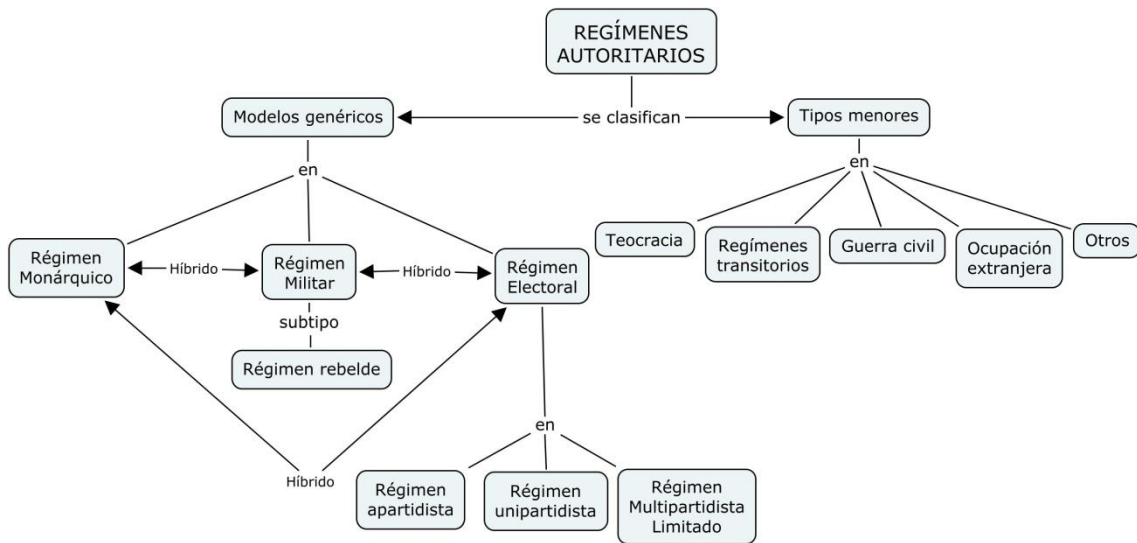 REGÍMENES
AUTORITARIOS
Modelos genéricos
se clasifican
Tipos menores
en
en
Teocracia
Regímenes
transitorios
Guerra civil
Ocupación
extranjera
Otros
Régimen
Monárquico
Híbrido
Régimen
Militar
Híbrido
Régimen
Electoral
subtipo
Régimen rebelde
en
Híbrido
Régimen
apartidista
Régimen
unipartidista
Régimen
Multipartidista
Limitado